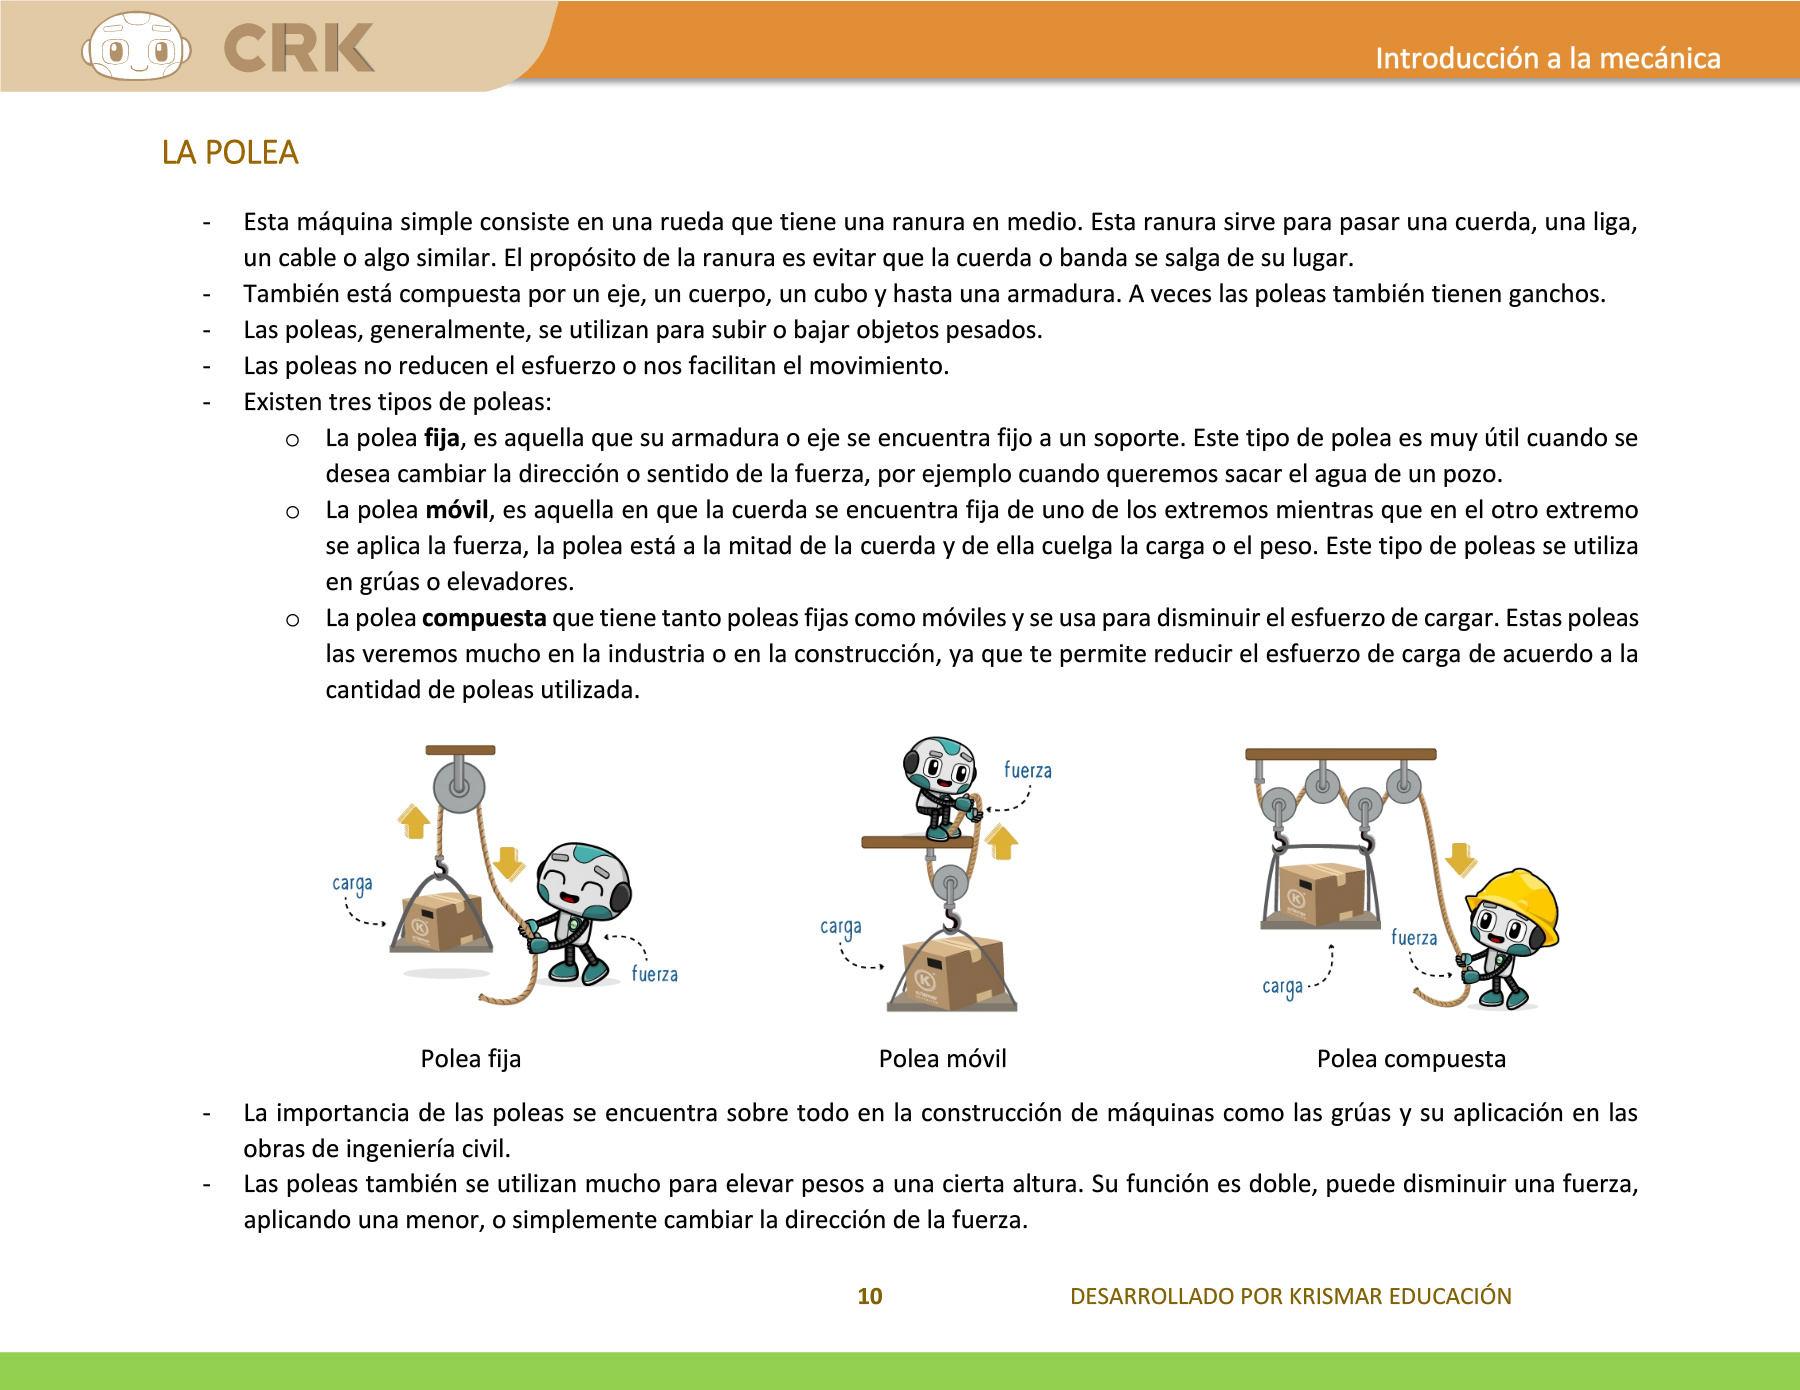 CRK
Introducción a la mecánica
LA POLEA
- Esta máquina simple consiste en una rueda que tiene una ranura en medio. Esta ranura sirve para pasar una cuerda, una liga,
un cable o algo similar. El propósito de la ranura es evitar que la cuerda o banda se salga de su lugar.
- También está compuesta por un eje, un cuerpo, un cubo y hasta una armadura. A veces las poleas también tienen ganchos.
- Las poleas, generalmente, se utilizan para subir o bajar objetos pesados.
- Las poleas no reducen el esfuerzo o nos facilitan el movimiento.
- Existen tres tipos de poleas:
o La polea fija, es aquella que su armadura o eje se encuentra fijo a un soporte. Este tipo de polea es muy útil cuando se
desea cambiar la dirección o sentido de la fuerza, por ejemplo cuando queremos sacar el agua de un pozo.
o La polea móvil, es aquella en que la cuerda se encuentra fija de uno de los extremos mientras que en el otro extremo
se aplica la fuerza, la polea está a la mitad de la cuerda y de ella cuelga la carga o el peso. Este tipo de poleas se utiliza
en grúas o elevadores.
o La polea compuesta que tiene tanto poleas fijas como móviles y se usa para disminuir el esfuerzo de cargar. Estas poleas
las veremos mucho en la industria o en la construcción, ya que te permite reducir el esfuerzo de carga de acuerdo a la
cantidad de poleas utilizada.
carga
fuerza
carga
fuerza
carga
fuerza
Polea fija
Polea móvil
Polea compuesta
- La importancia de las poleas se encuentra sobre todo en la construcción de máquinas como las grúas y su aplicación en las
obras de ingeniería civil.
- Las poleas también se utilizan mucho para elevar pesos a una cierta altura. Su función es doble, puede disminuir una fuerza,
aplicando una menor, o simplemente cambiar la dirección de la fuerza.
10
DESARROLLADO POR KRISMAR EDUCACIÓN